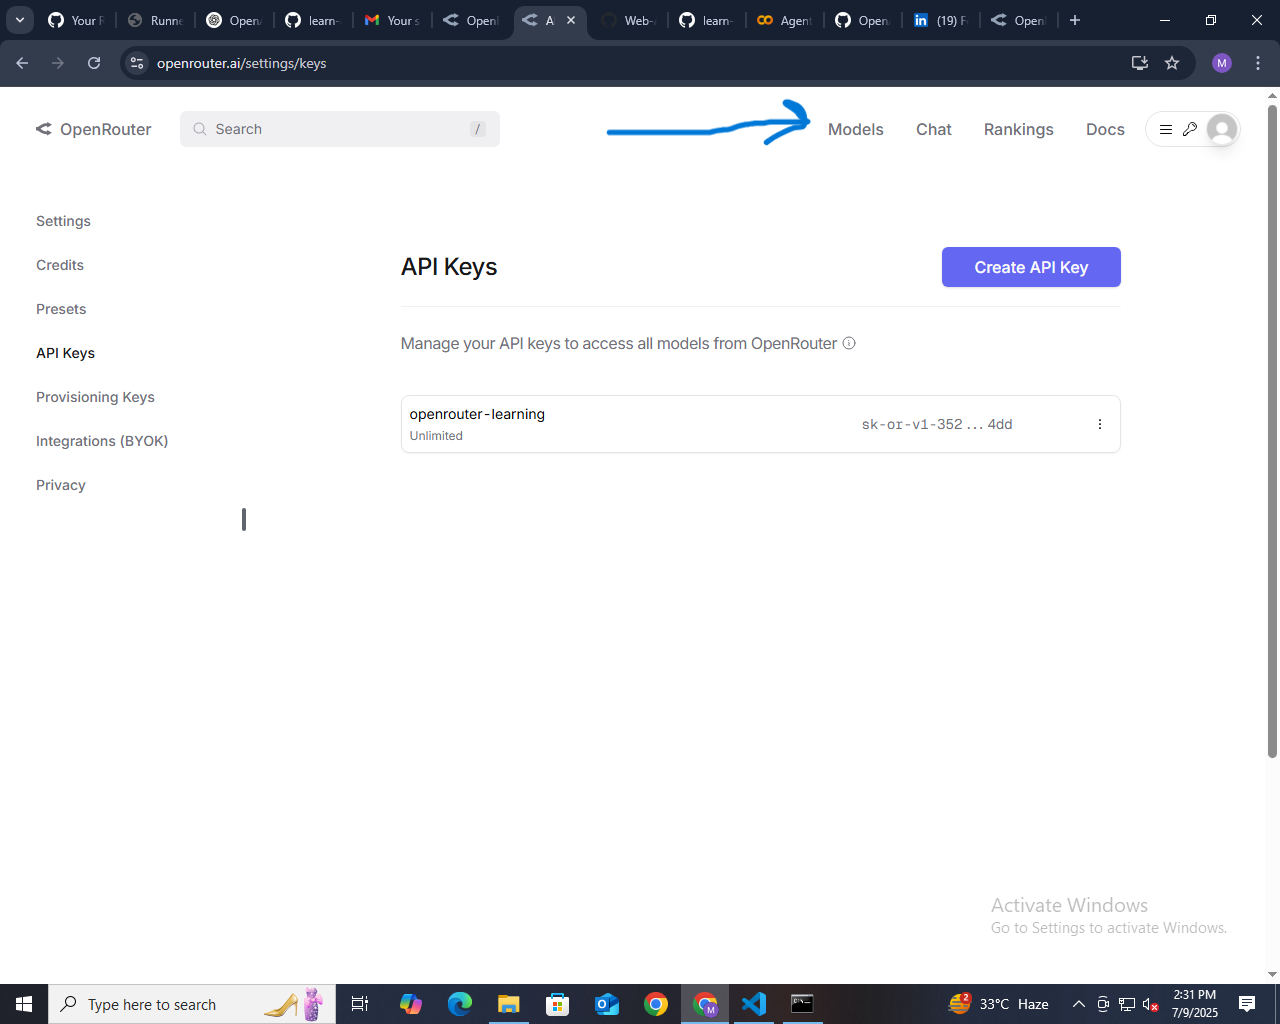 Your R
Runne
OpenA
learn-
Your s
Open
Web-
learn-
Agent
Open
(19) F
Open
openrouter.ai/settings/keys
M
OpenRouter
Search
/
Models
Chat
Rankings
Docs
Settings
Credits
Presets
API Keys
Provisioning Keys
Integrations (BYOK)
Privacy
API Keys
Create API Key
Manage your API keys to access all models from OpenRouter
openrouter-learning
Unlimited
sk-or-v1-352...4dd
Activate Windows
Go to Settings to activate Windows.
Type here to search
M
2
33°C Haze
2:31 PM
7/9/2025